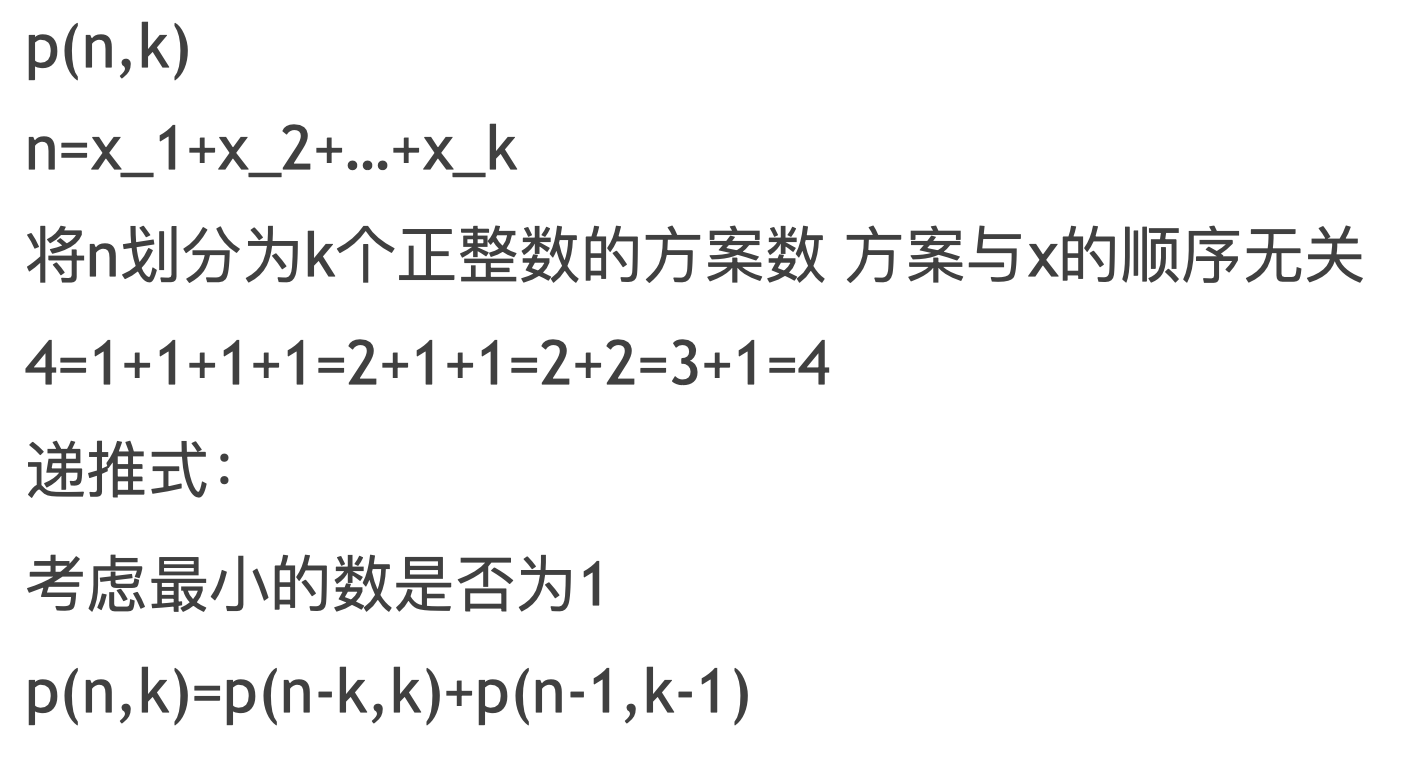 p(n,k)
n=x_1+x_2+...+x_k
将n划分为k个正整数的方案数 方案与x的顺序无关
4=1+1+1+1=2+1+1=2+2=3+1=4
递推式：
考虑最小的数是否为1
p(n,k)=p(n-k,k)+p(n-1,k-1)